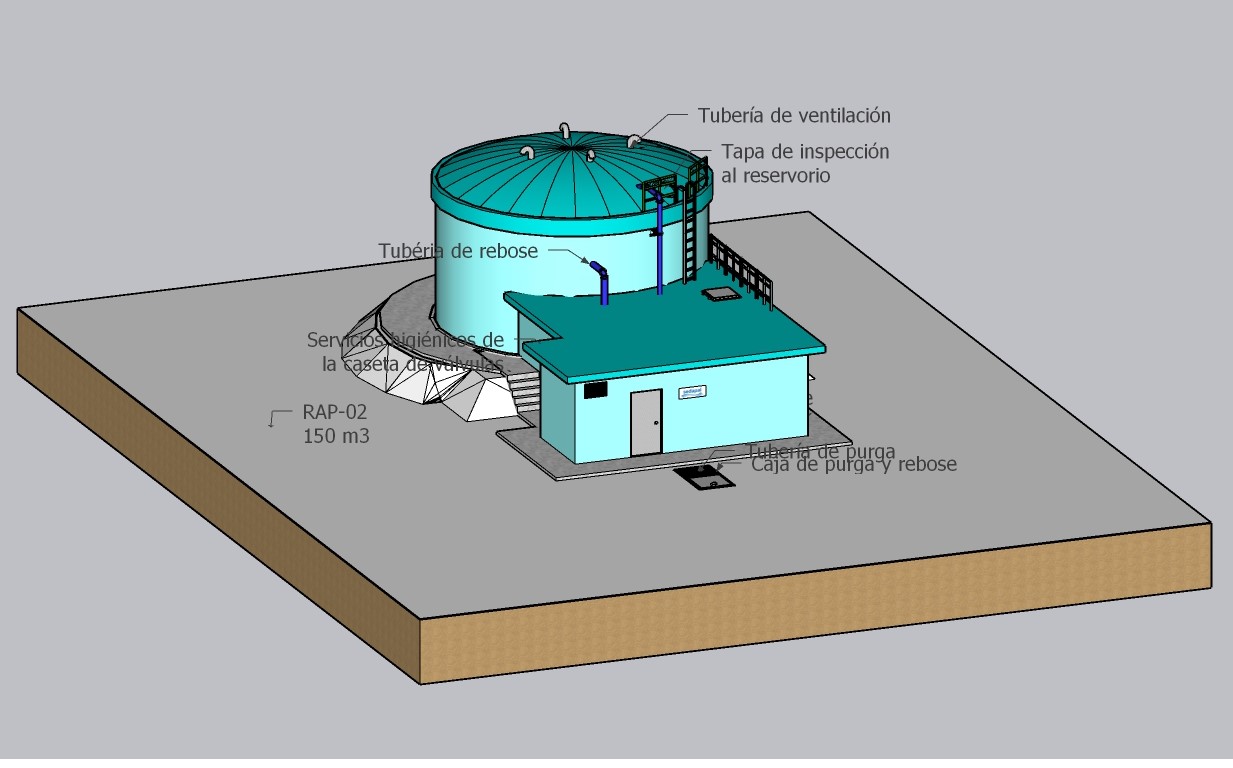 Tubería de ventilación
Tapa de inspección
al reservorio
Tubéria de rebose
Servicios higiénicos de
la caseta de válvulas
RAP-02
150 m3
Tubería de purga
Caja de purga y rebose